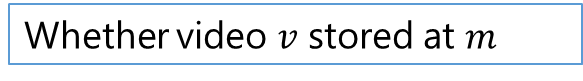 Whether video 𝑣 stored at 𝑚